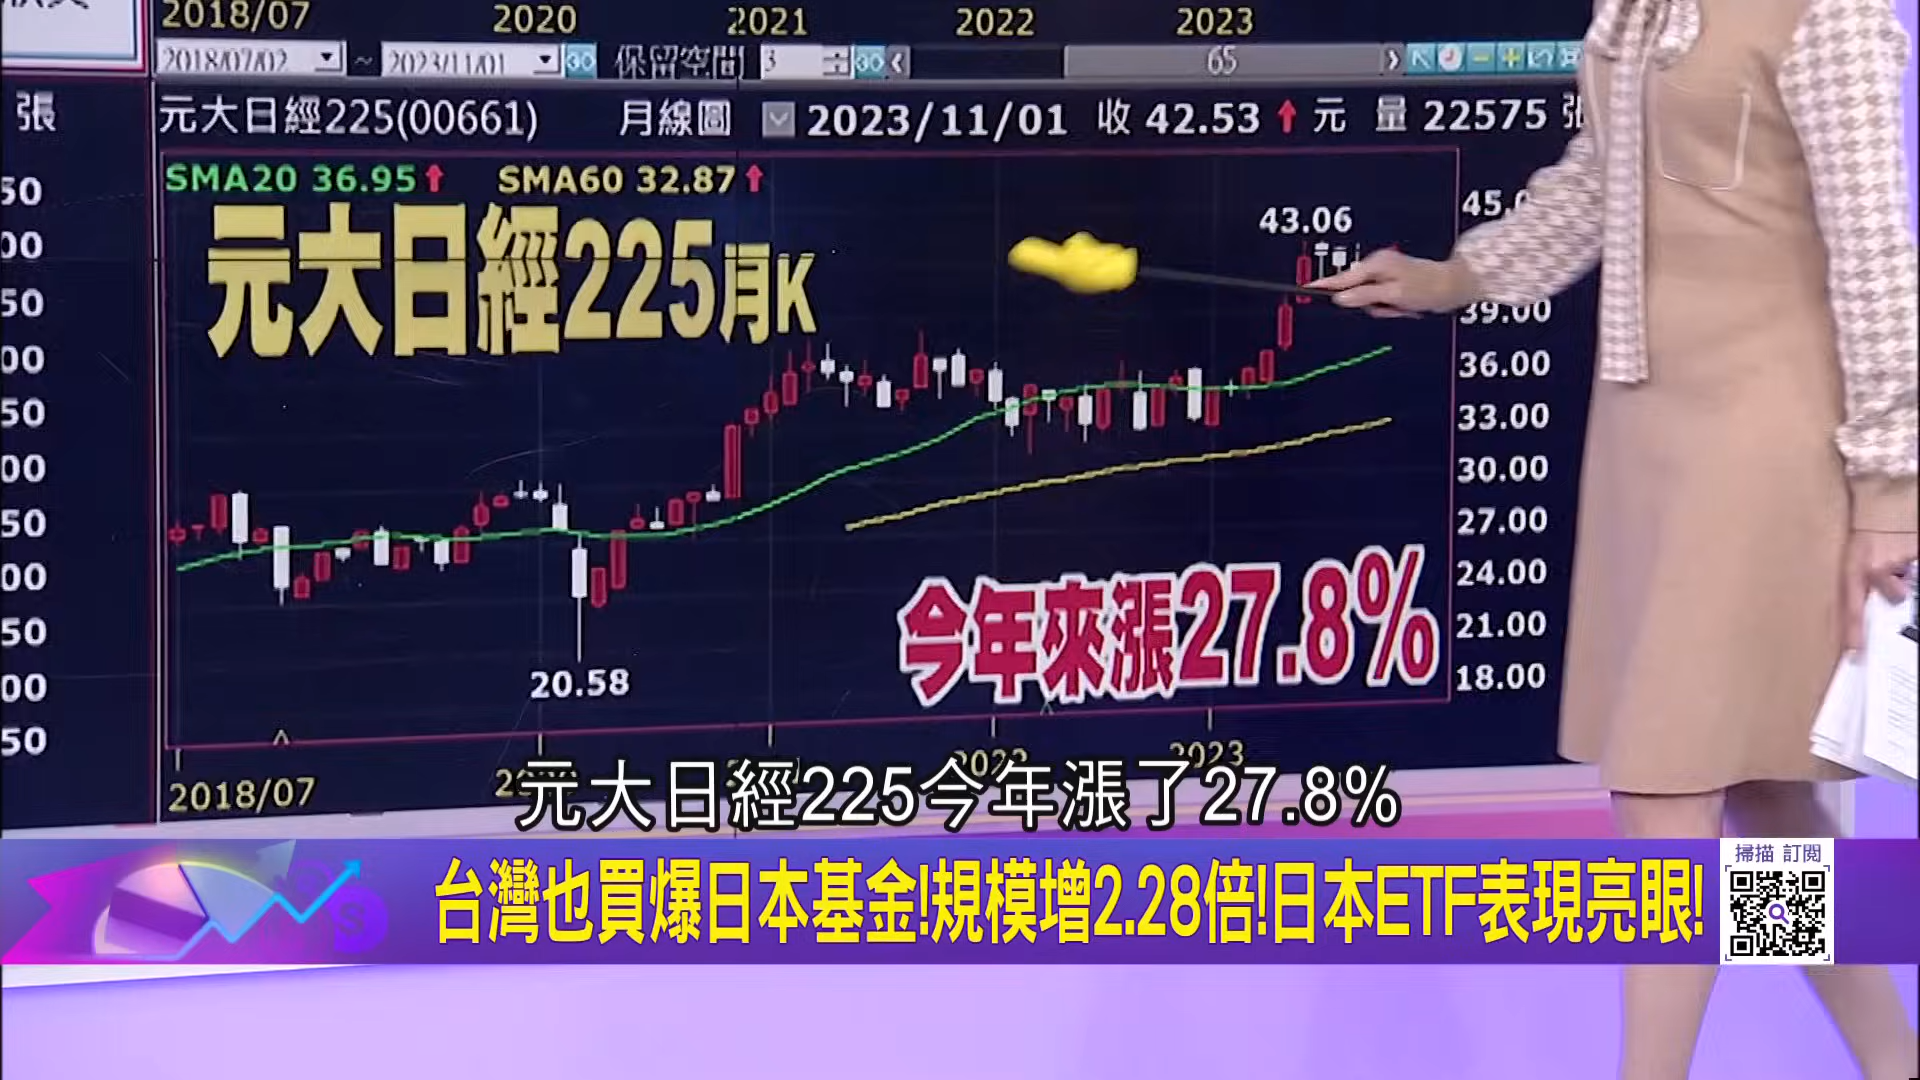 2018/07 2020 2021 2022 2023
2018/07/02 ~ 2023/11/01 保留空間 3 65
張 元大日經225(00661) 月線圖 2023/11/01 收 42.53 元 量 22575 張
SMA20 36.95 SMA60 32.87
元大日經225月K
43.06
39.00
36.00
33.00
30.00
27.00
24.00
21.00
18.00
20.58
今年來漲27.8%
2018/07 2022 2023
元大日經225今年漲了27.8%
台灣也買爆日本基金!規模增2.28倍!日本ETF表現亮眼!
掃描 訂閱